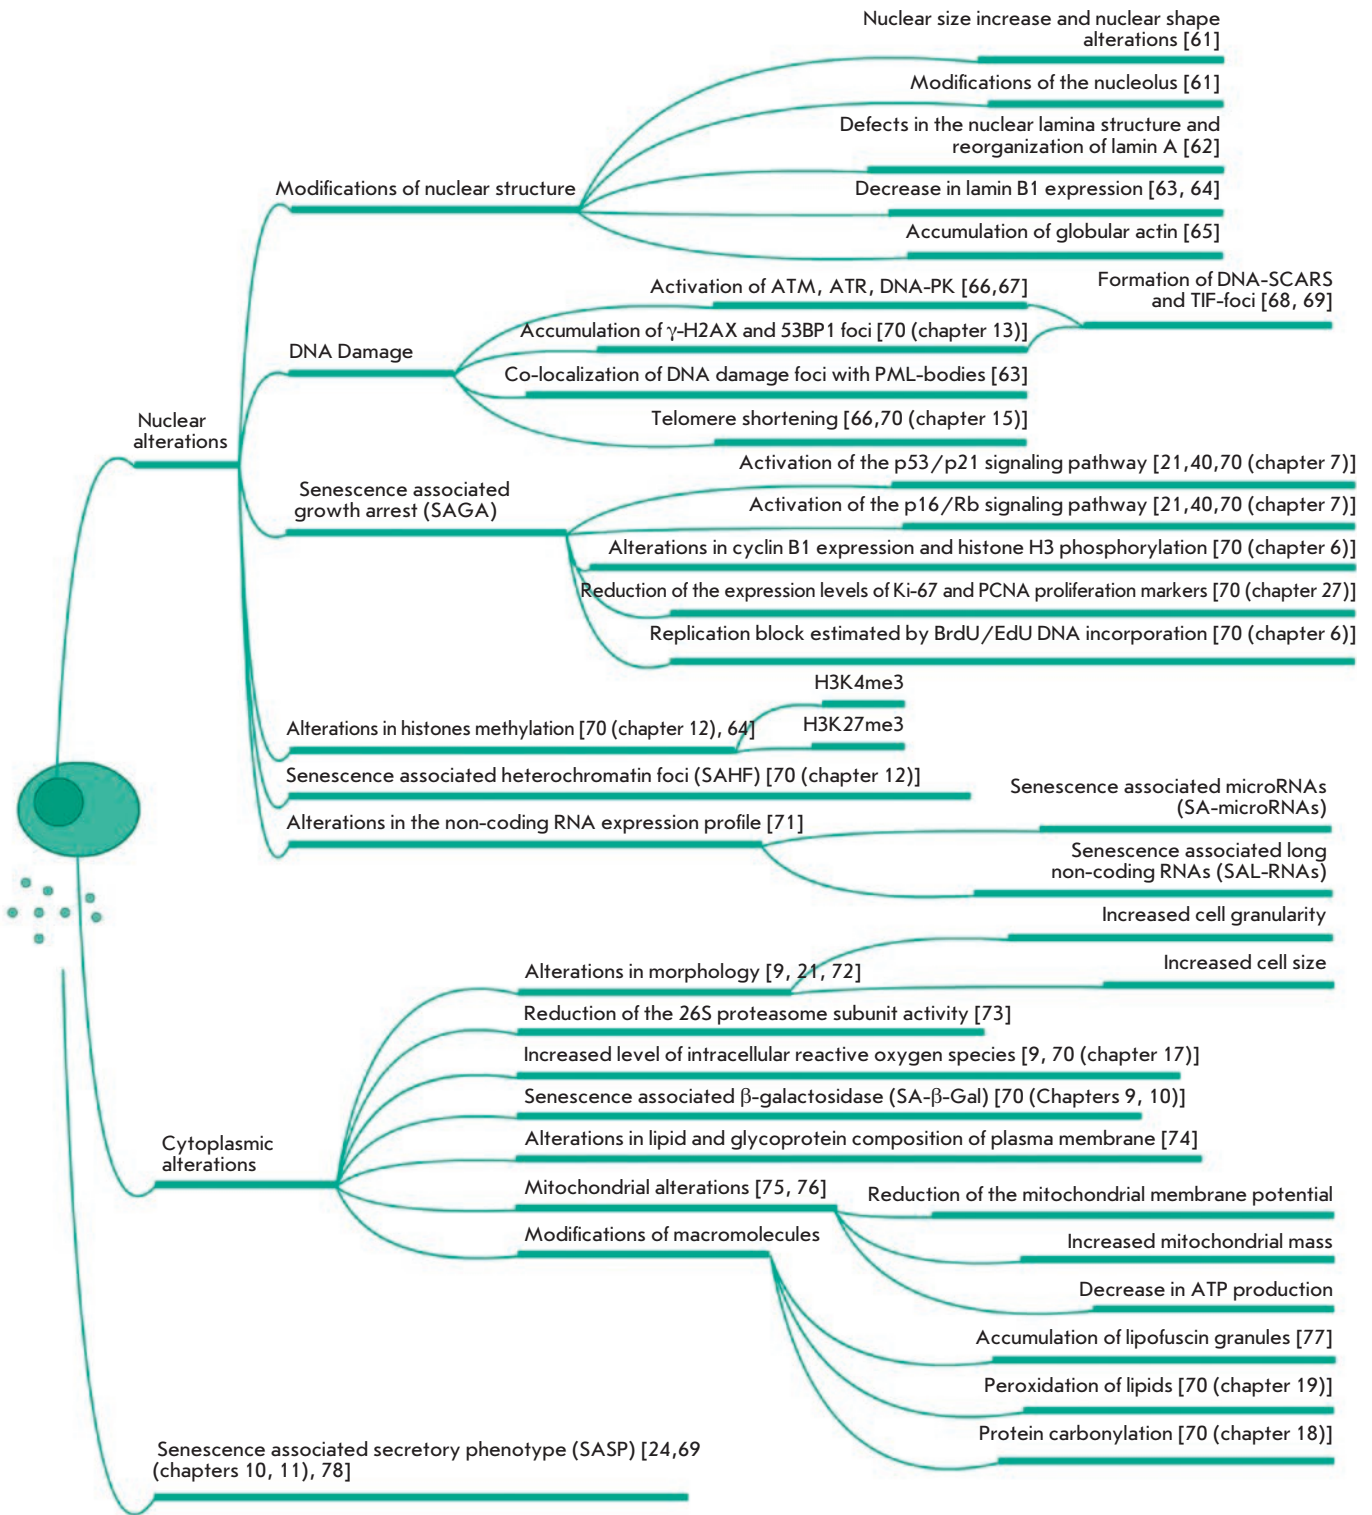 Nuclear size increase and nuclear shape
alterations [61]
Modifications of the nucleolus [61]
Defects in the nuclear lamina structure and
reorganization of lamin A [62]
Modifications of nuclear structure
Decrease in lamin B1 expression [63, 64]
Accumulation of globular actin [65]
Activation of ATM, ATR, DNA-PK [66,67]
Formation of DNA-SCARS
and TIF-foci [68, 69]
Accumulation of γ-H2AX and 53BP1 foci [70 (chapter 13)]
DNA Damage
Co-localization of DNA damage foci with PML-bodies [63]
Telomere shortening [66,70 (chapter 15)]
Nuclear
alterations
Activation of the p53/p21 signaling pathway [21,40,70 (chapter 7)]
Senescence associated
growth arrest (SAGA)
Activation of the p16/Rb signaling pathway [21,40,70 (chapter 7)]
Alterations in cyclin B1 expression and histone H3 phosphorylation [70 (chapter 6)]
Reduction of the expression levels of Ki-67 and PCNA proliferation markers [70 (chapter 27)]
Replication block estimated by BrdU/EdU DNA incorporation [70 (chapter 6)]
H3K4me3
Alterations in histones methylation [70 (chapter 12), 64]
H3K27me3
Senescence associated heterochromatin foci (SAHF) [70 (chapter 12)]
Senescence associated microRNAs
(SA-microRNAs)
Alterations in the non-coding RNA expression profile [71]
Senescence associated long
non-coding RNAs (SAL-RNAs)
Increased cell granularity
Alterations in morphology [9, 21, 72]
Increased cell size
Reduction of the 26S proteasome subunit activity [73]
Increased level of intracellular reactive oxygen species [9, 70 (chapter 17)]
Senescence associated β-galactosidase (SA-β-Gal) [70 (Chapters 9, 10)]
Cytoplasmic
alterations
Alterations in lipid and glycoprotein composition of plasma membrane [74]
Mitochondrial alterations [75, 76]
Reduction of the mitochondrial membrane potential
Modifications of macromolecules
Increased mitochondrial mass
Decrease in ATP production
Accumulation of lipofuscin granules [77]
Peroxidation of lipids [70 (chapter 19)]
Protein carbonylation [70 (chapter 18)]
Senescence associated secretory phenotype (SASP) [24,69
(chapters 10, 11), 78]